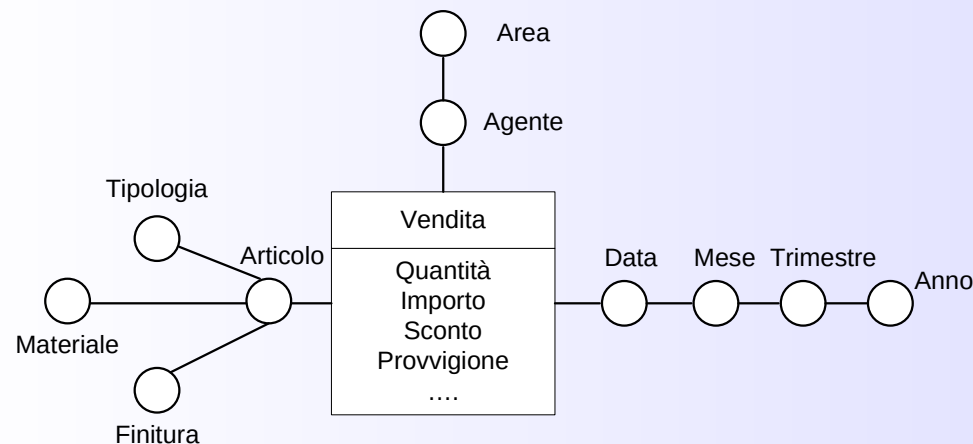 Area
Agente
Tipologia
Vendita
Articolo
Data
Mese
Trimestre
Anno
Quantità
Importo
Sconto
Provvigione
....
Materiale
Finitura